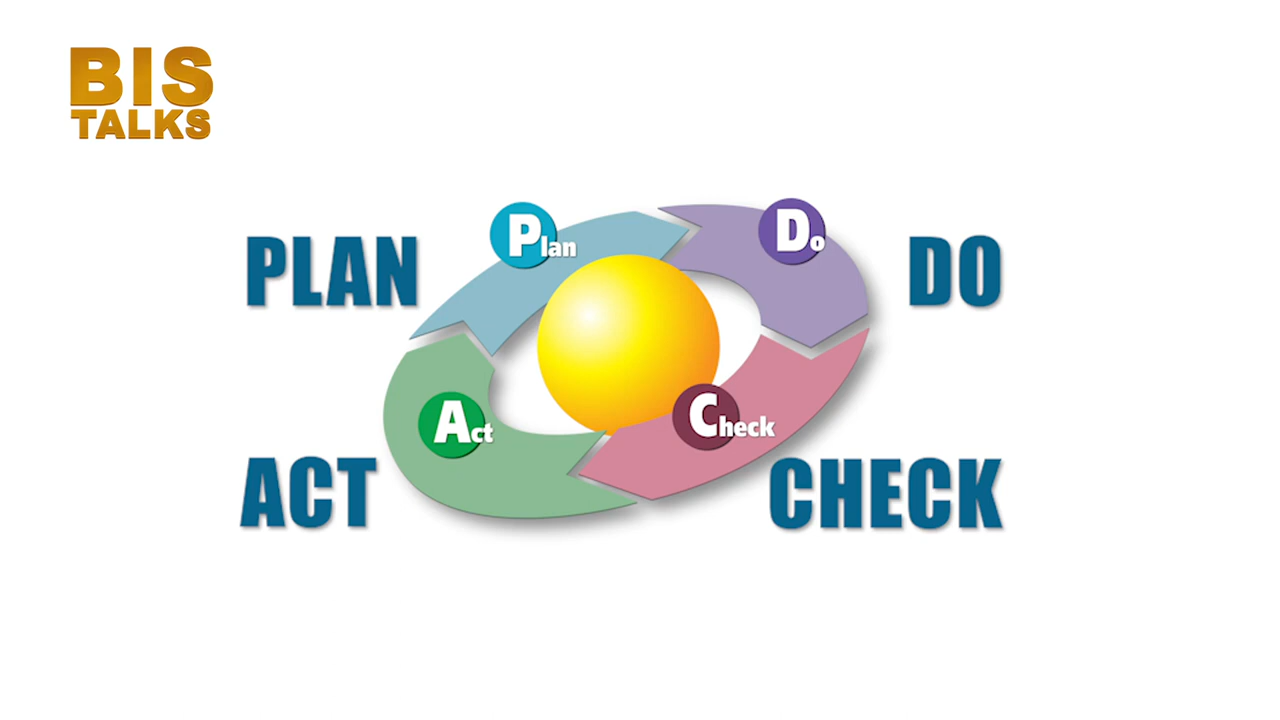 BIS
TALKS
Plan
Do
PLAN
DO
Act
Check
ACT
CHECK